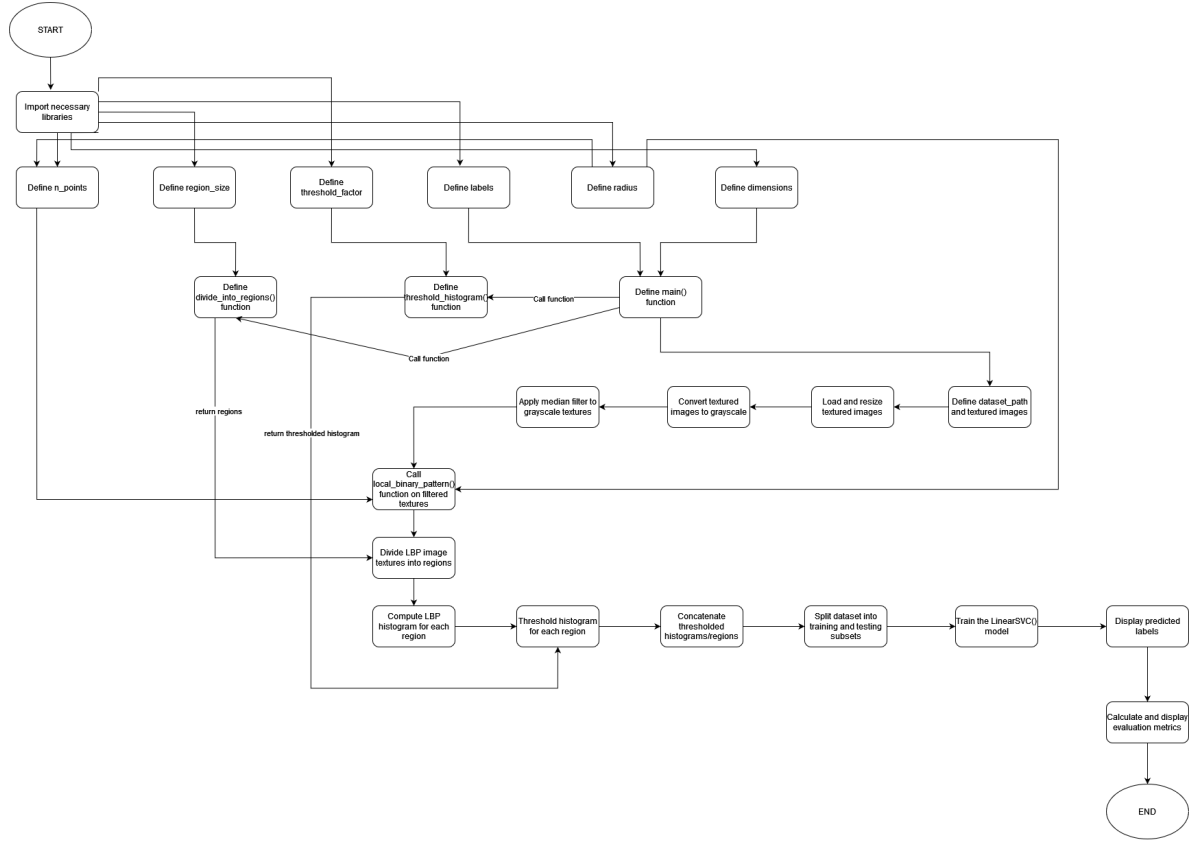 START
Import necessary
libraries
Define n_points
Define region_size
Define
threshold_factor
Define labels
Define radius
Define dimensions
Define
divide_into_regions()
function
Define
threshold_histogram()
function
Call function
Define main()
function
Call function
return regions
return thresholded histogram
Apply median filter to
grayscale textures
Convert textured
images to grayscale
Load and resize
textured images
Define dataset_path
and textured images
Call
local_binary_pattern()
function on filtered
textures
Divide LBP image
textures into regions
Compute LBP
histogram for each
region
Threshold histogram
for each region
Concatenate
thresholded
histograms/regions
Split dataset into
training and testing
subsets
Train the LinearSVC()
model
Display predicted
labels
Calculate and display
evaluation metrics
END